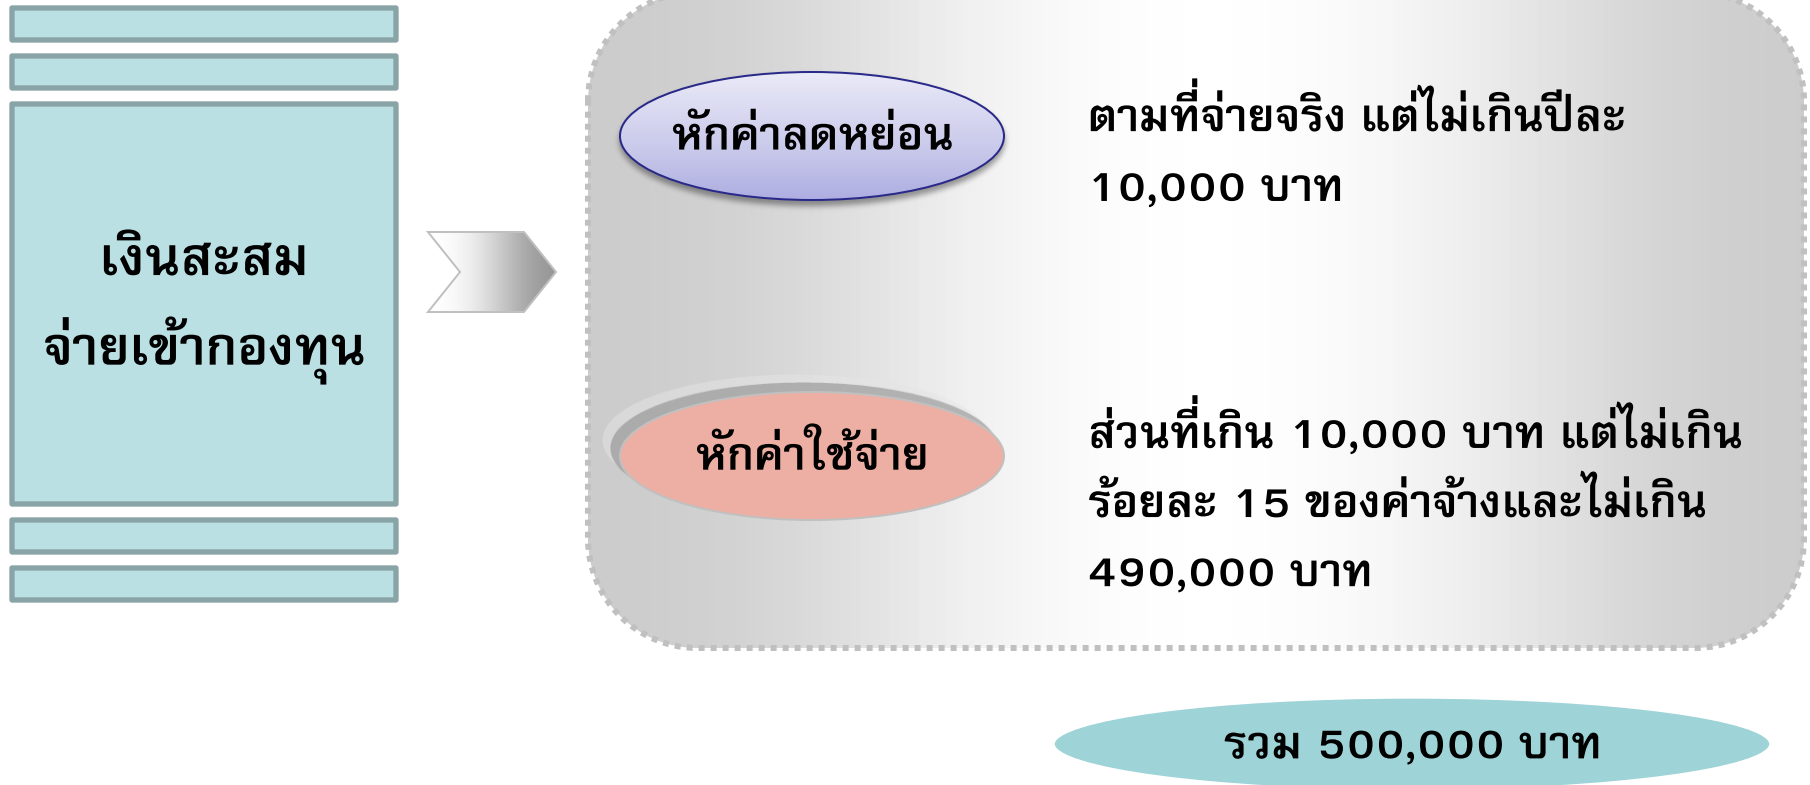 เงินสะสม
จ่ายเข้ากองทุน
หักค่าลดหย่อน
ตามที่จ่ายจริง แต่ไม่เกินปีละ
10,000 บาท
หักค่าใช้จ่าย
ส่วนที่เกิน 10,000 บาท แต่ไม่เกิน
ร้อยละ 15 ของค่าจ้างและไม่เกิน
490,000 บาท
รวม 500,000 บาท